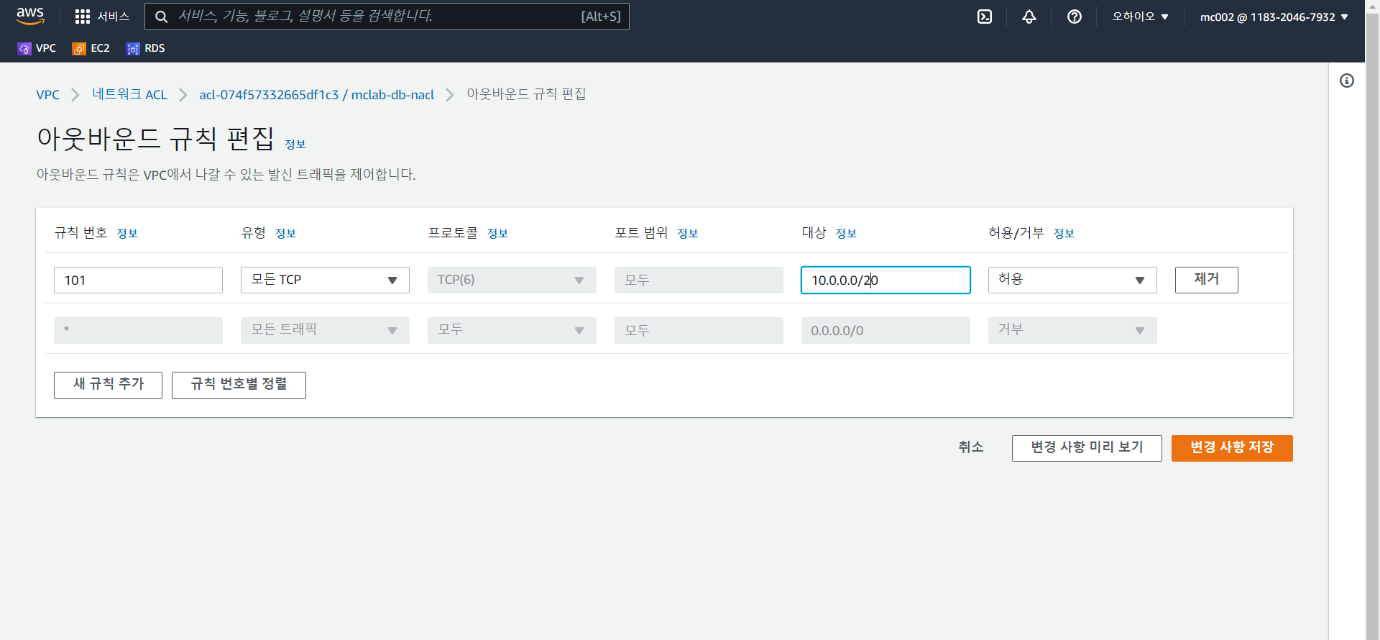 aws 서비스 서비스, 기능, 블로그, 설명서 등을 검색합니다. [Alt+S] 오하이오 mc002 @ 1183-2046-7932
VPC EC2 RDS
VPC 네트워크 ACL acl-074f57332665df1c3 / mclab-db-nacl 아웃바운드 규칙 편집
아웃바운드 규칙 편집 정보
아웃바운드 규칙은 VPC에서 나갈 수 있는 발신 트래픽을 제어합니다.
규칙 번호 정보 유형 정보 프로토콜 정보 포트 범위 정보 대상 정보 허용/거부 정보
101 모든 TCP TCP(6) 모두 10.0.0.0/20 허용 제거
* 모든 트래픽 모두 모두 0.0.0.0/0 거부
새 규칙 추가 규칙 번호별 정렬
취소 변경 사항 미리 보기 변경 사항 저장